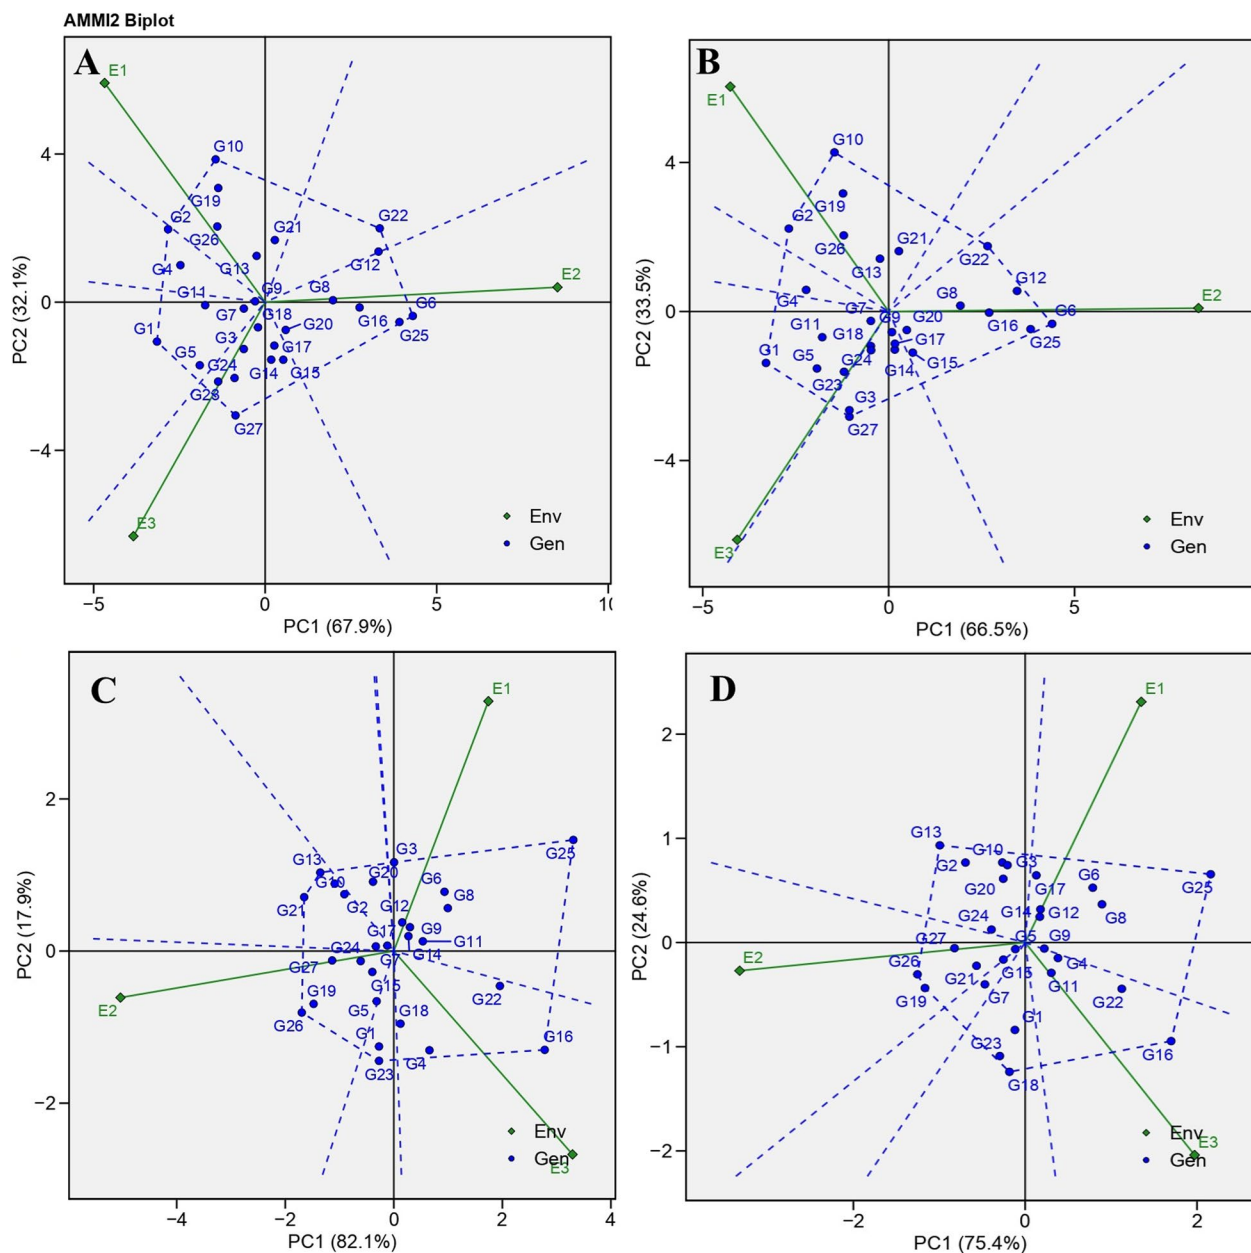 AMMI2 Biplot
A
E1
G10
G19
G2
G26
G21
G22
G4
G13
G12
G11
G9
G8
E2
G7
G18
G6
G1
G3
G20
G16
G25
G5
G24
G17
G14
G15
G23
G27
E3
Env
Gen
4
0
−4
PC2 (32.1%)
−5
0
5
10
PC1 (67.9%)
B
E1
G10
G19
G2
G26
G21
G22
G13
G12
G4
G8
G7
G9
G20
G6
E2
G11
G18
G17
G16
G25
G1
G5
G24
G14
G15
G23
G3
G27
E3
Env
Gen
4
0
−4
PC2 (33.5%)
−5
0
5
PC1 (66.5%)
C
E1
G3
G25
G13
G10
G20
G6
G8
G21
G2
G12
G17
G9
G11
G24
G14
G7
G27
G15
G22
G19
G5
G18
G26
G1
G4
G16
G23
E2
E3
Env
Gen
2
0
−2
PC2 (17.9%)
−4
−2
0
2
4
PC1 (82.1%)
D
E1
G13
G10
G3
G2
G6
G25
G20
G17
G8
G24
G14
G12
G27
G5
G9
E2
G26
G4
G21
G15
G11
G19
G7
G22
G1
G23
G16
G18
E3
Env
Gen
2
1
0
−1
−2
PC2 (24.6%)
−2
0
2
PC1 (75.4%)